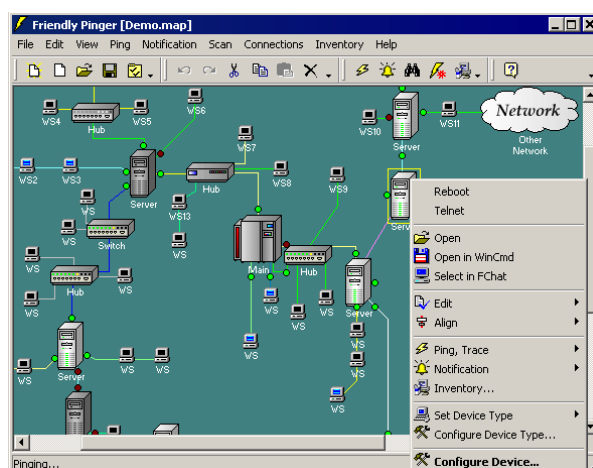 Friendly Pinger [Demo.map]
File Edit View Ping Notification Scan Connections Inventory Help
WS4 Hub WS5
WS6
WS10 Server WS11
Network
Other
Network
WS7
WS2 WS3
Server
Hub
WS8
WS9
WS
WS13
WS
Switch
WS
Main
Hub
WS
WS
Hub
WS
WS
WS
WS
Server
WS
WS
WS
WS
Server
WS
WS
WS
Reboot
Telnet
Open
Open in WinCmd
Select in FChat
Edit
Align
Ping, Trace
Notification
Inventory...
Set Device Type
Configure Device Type...
Configure Device...
Pinging...